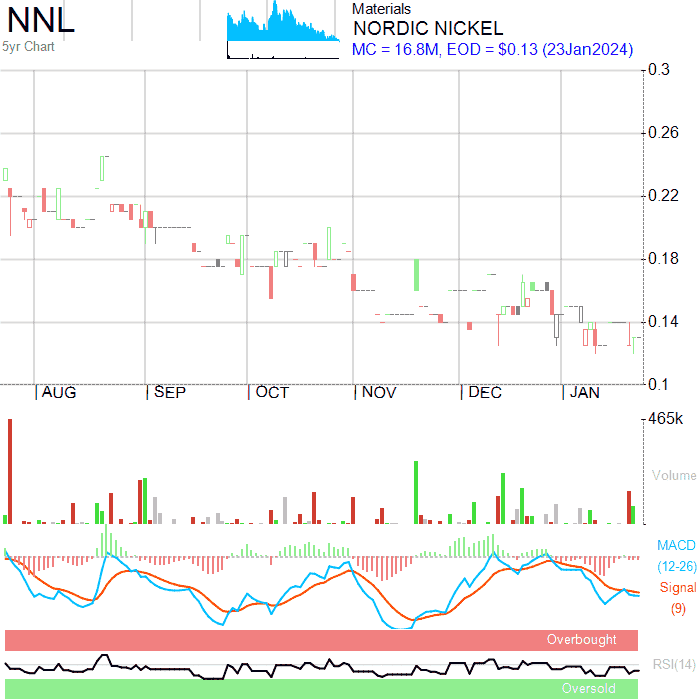 NNL
5yr Chart
Materials
NORDIC NICKEL
MC = 16.8M, EOD = $0.13 (23Jan2024)
0.3
0.26
0.22
0.18
0.14
0.1
AUG SEP OCT NOV DEC JAN
465k
Volume
MACD
(12-26)
Signal
(9)
Overbought
RSI(14)
Oversold